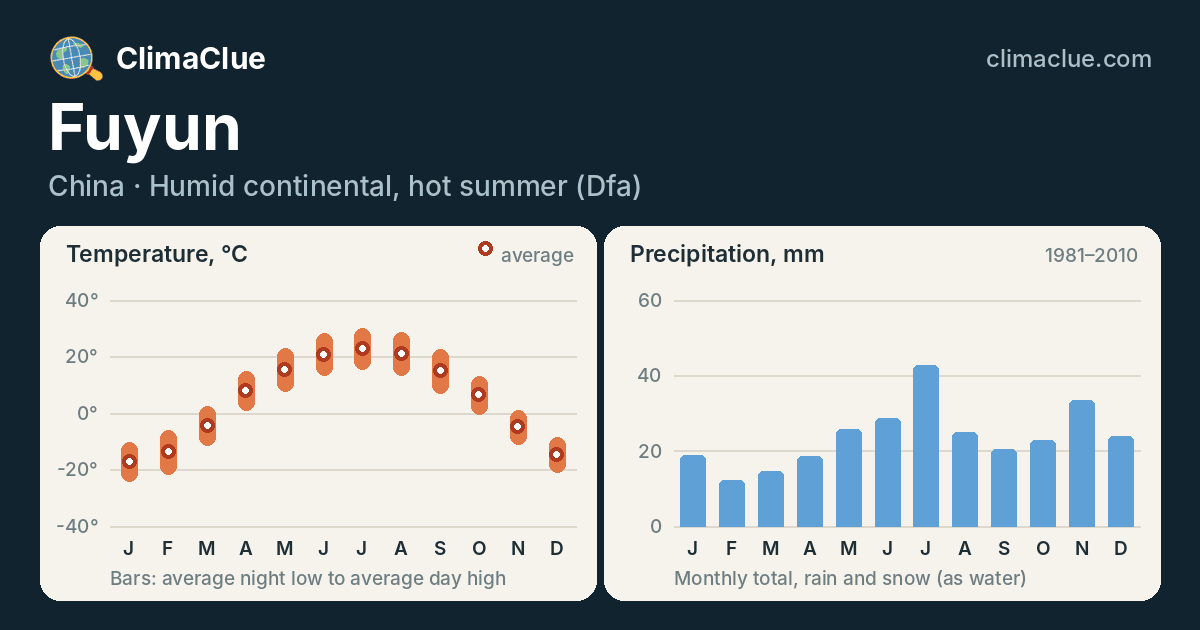 ClimaClue
climaclue.com
Fuyun
China · Humid continental, hot summer (Dfa)
Temperature, °C
average
40°
20°
0°
-20°
-40°
J F M A M J J A S O N D
Bars: average night low to average day high
Precipitation, mm
1981–2010
60
40
20
0
J F M A M J J A S O N D
Monthly total, rain and snow (as water)